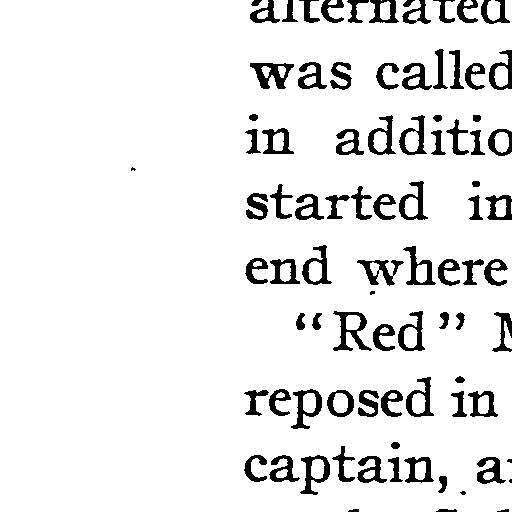 alternated
was called
in additio
started in
end where
"Red"
reposed in
captain,